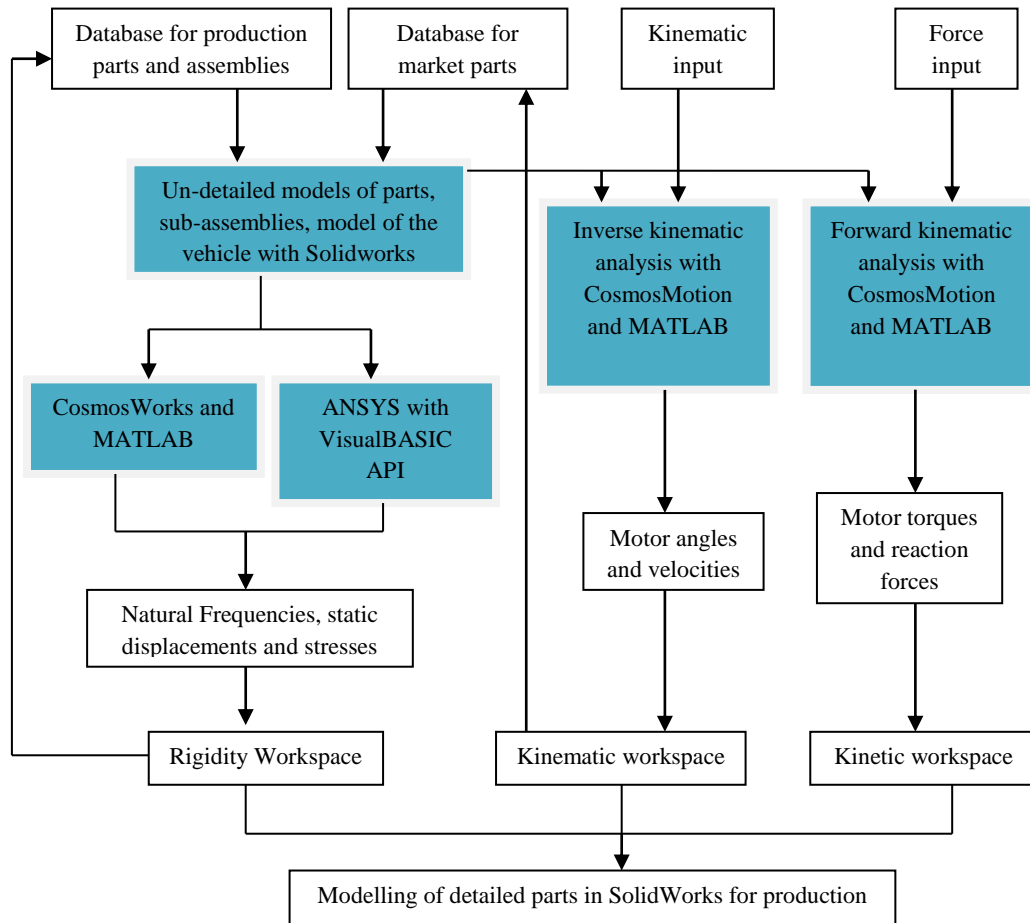 Database for production
parts and assemblies
Database for
market parts
Kinematic
input
Force
input
Un-detailed models of parts,
sub-assemblies, model of the
vehicle with Solidworks
Inverse kinematic
analysis with
CosmosMotion
and MATLAB
Forward kinematic
analysis with
CosmosMotion
and MATLAB
CosmosWorks and
MATLAB
ANSYS with
VisualBASIC
API
Motor angles
and velocities
Motor torques
and reaction
forces
Natural Frequencies, static
displacements and stresses
Rigidity Workspace
Kinematic workspace
Kinetic workspace
Modelling of detailed parts in SolidWorks for production